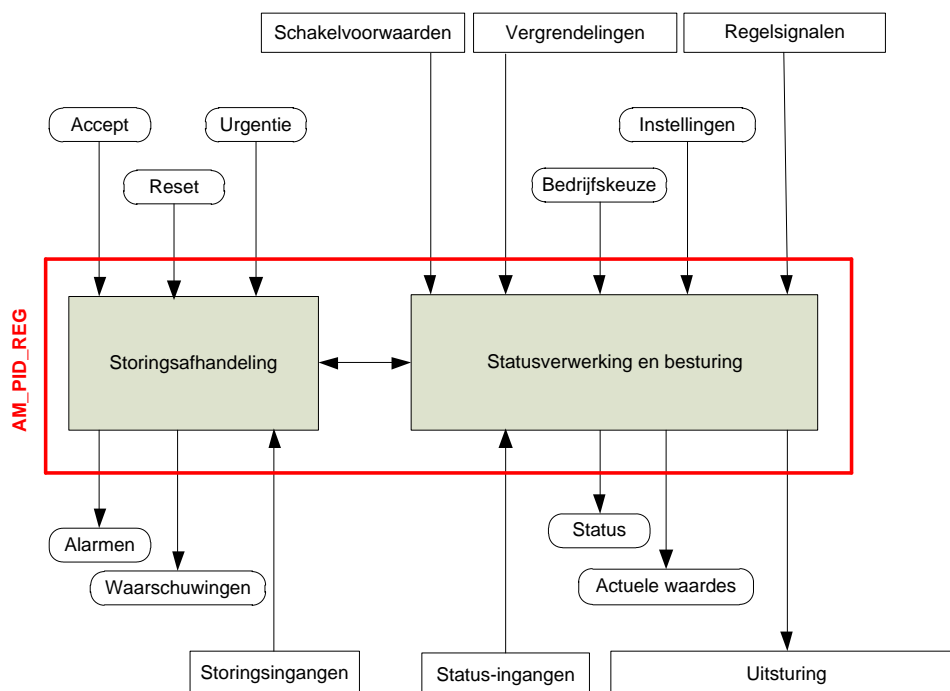 Schakelvoorwaarden
Vergrendelingen
Regelsignalen
Accept
Urgentie
Instellingen
Reset
Bedrijfskeuze
AM_PID_REG
Storingsafhandeling
Statusverwerking en besturing
Alarmen
Status
Waarschuwingen
Actuele waardes
Storingsingangen
Status-ingangen
Uitsturing